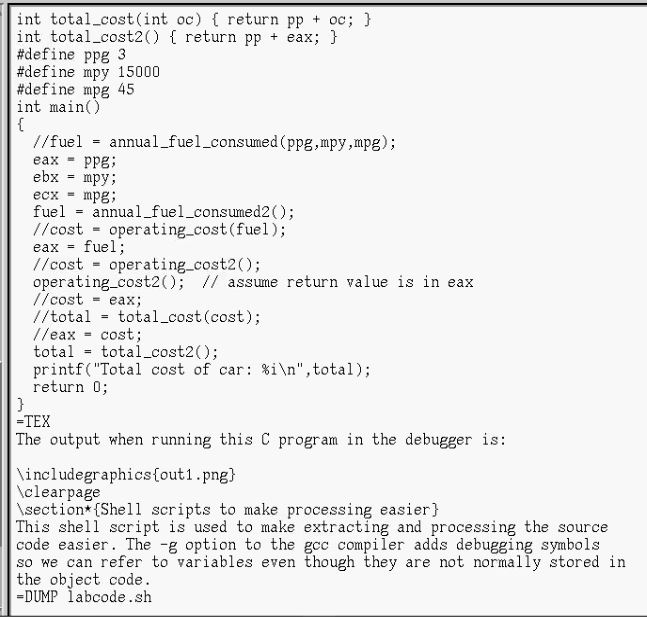 int total_cost(int oc) { return pp + oc; }
int total_cost2() { return pp + eax; }
#define ppg 3
#define mpy 15000
#define mpg 45
int main()
{
  //fuel = annual_fuel_consumed(ppg,mpy,mpg);
  eax = ppg;
  ebx = mpy;
  ecx = mpg;
  fuel = annual_fuel_consumed2();
  //cost = operating_cost(fuel);
  eax = fuel;
  //cost = operating_cost2();
  operating_cost2();  // assume return value is in eax
  //cost = eax;
  //total = total_cost(cost);
  //eax = cost;
  total = total_cost2();
  printf("Total cost of car: %i\n",total);
  return 0;
}
=TEX
The output when running this C program in the debugger is:

\includegraphics{out1.png}
\clearpage
\section*{Shell scripts to make processing easier}
This shell script is used to make extracting and processing the source
code easier. The -g option to the gcc compiler adds debugging symbols
so we can refer to variables even though they are not normally stored in
the object code.
=DUMP labcode.sh